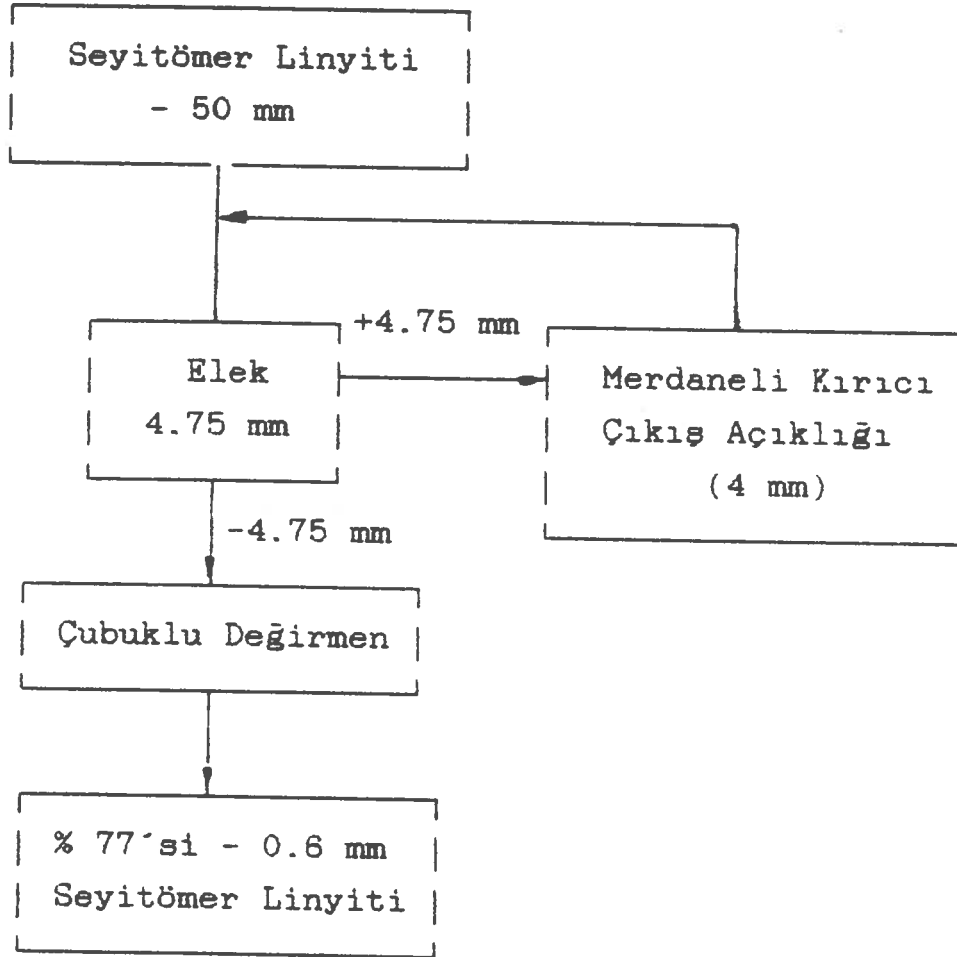 Seyitömer Linyiti
- 50 mm
+4.75 mm
Elek
4.75 mm
Merdaneli Kırıcı
Çıkış Açıklığı
(4 mm)
-4.75 mm
Çubuklu Değirmen
% 77´si - 0.6 mm
Seyitömer Linyiti